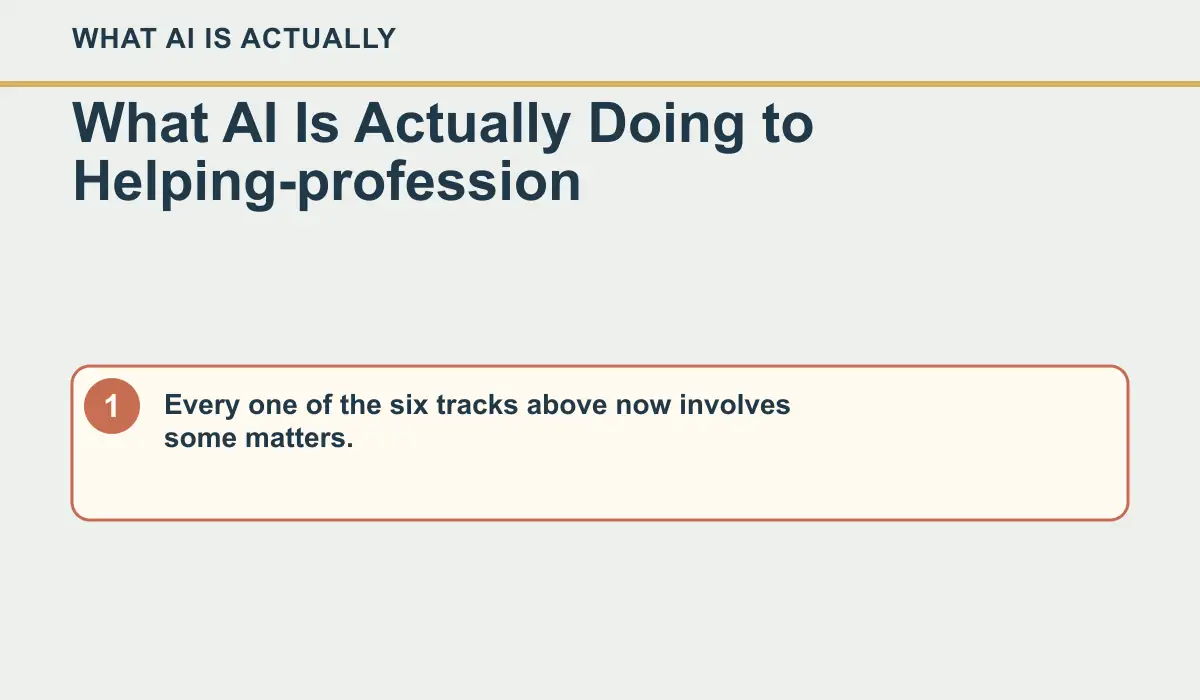 WHAT AI IS ACTUALLY
What AI Is Actually Doing to
Helping-profession
1
Every one of the six tracks above now involves
some matters.